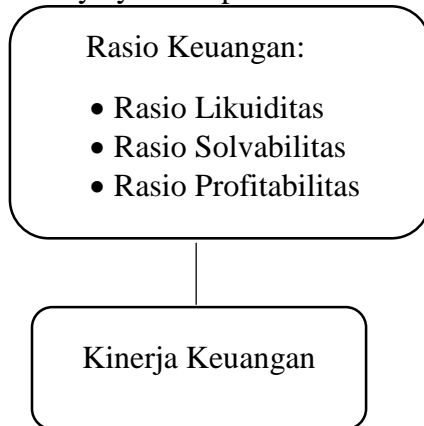 Rasio Keuangan:
• Rasio Likuiditas
• Rasio Solvabilitas
• Rasio Profitabilitas
Kinerja Keuangan